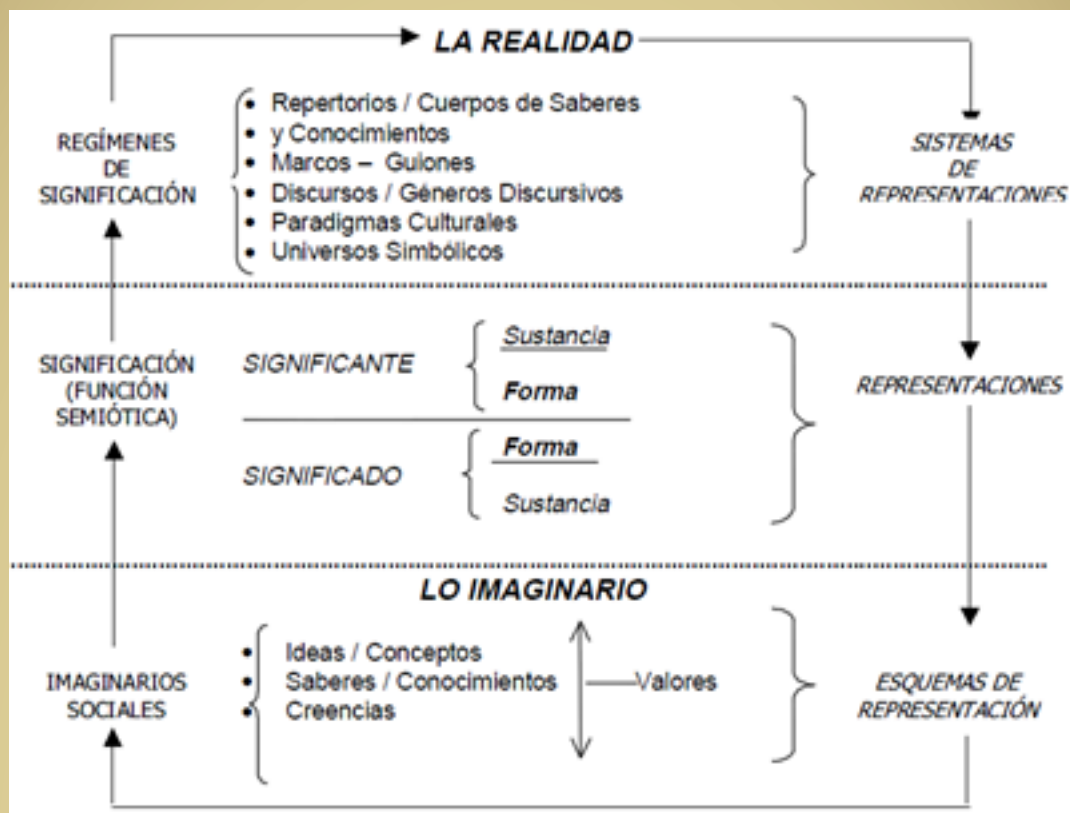 LA REALIDAD
REGÍMENES
DE
SIGNIFICACIÓN
• Repertorios / Cuerpos de Saberes
• y Conocimientos
• Marcos – Guiones
• Discursos / Géneros Discursivos
• Paradigmas Culturales
• Universos Simbólicos
SISTEMAS
DE
REPRESENTACIONES
SIGNIFICACIÓN
(FUNCIÓN
SEMIÓTICA)
SIGNIFICANTE
Sustancia
Forma
SIGNIFICADO
Forma
Sustancia
REPRESENTACIONES
LO IMAGINARIO
IMAGINARIOS
SOCIALES
• Ideas / Conceptos
• Saberes / Conocimientos
• Creencias
Valores
ESQUEMAS DE
REPRESENTACIÓN